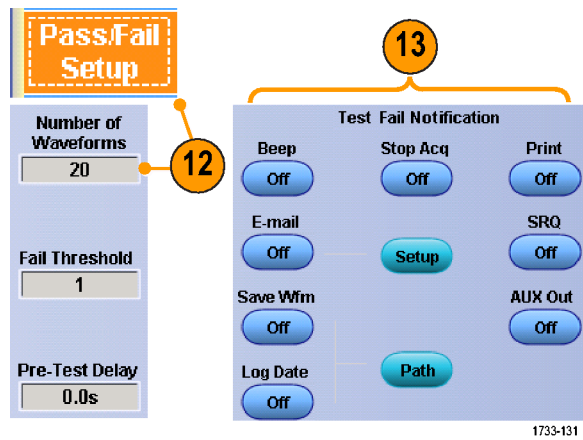 Pass/Fail
Setup
12
Number of
Waveforms
20
Fail Threshold
1
Pre-Test Delay
0.0s
13
Test Fail Notification
Beep
Off
Stop Acq
Off
Print
Off
E-mail
Off
Setup
SRQ
Off
Save Wfm
Off
AUX Out
Off
Log Date
Off
Path
1733-131